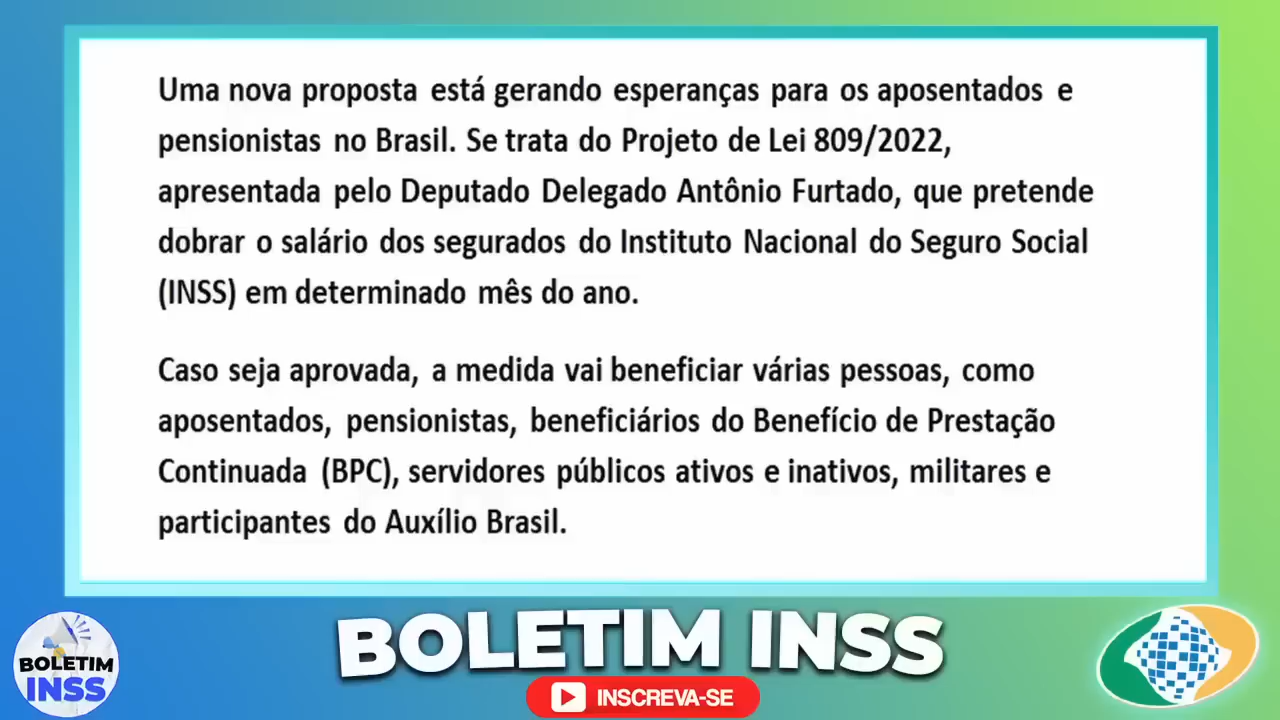 Uma nova proposta está gerando esperanças para os aposentados e
pensionistas no Brasil. Se trata do Projeto de Lei 809/2022,
apresentada pelo Deputado Delegado Antônio Furtado, que pretende
dobrar o salário dos segurados do Instituto Nacional do Seguro Social
(INSS) em determinado mês do ano.
Caso seja aprovada, a medida vai beneficiar várias pessoas, como
aposentados, pensionistas, beneficiários do Benefício de Prestação
Continuada (BPC), servidores públicos ativos e inativos, militares e
participantes do Auxílio Brasil.
BOLETIM INSS
INSCREVA-SE
BOLETIM
INSS